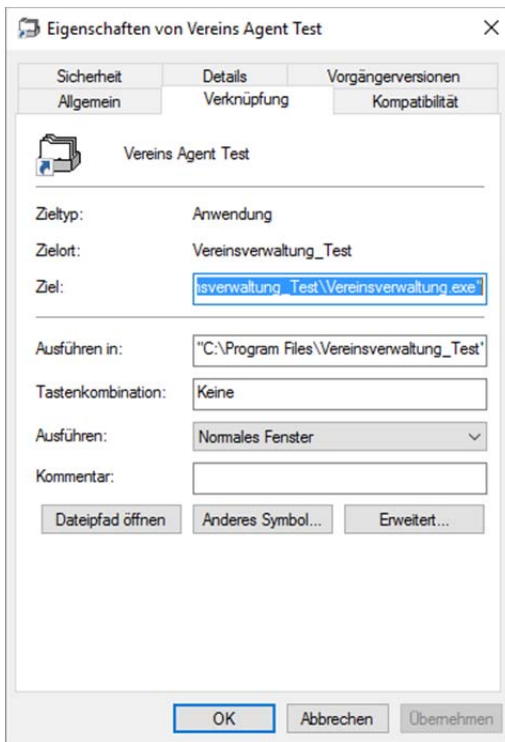 Eigenschaften von Vereins Agent Test
Sicherheit Details Vorgängerversionen
Allgemein Verknüpfung Kompatibilität
Vereins Agent Test
Zieltyp: Anwendung
Zielort: Vereinsverwaltung_Test
Ziel: nsverwaltung_Test\Vereinsverwaltung.exe"
Ausführen in: "C:\Program Files\Vereinsverwaltung_Test"
Tastenkombination: Keine
Ausführen: Normales Fenster
Kommentar:
Dateipfad öffnen Anderes Symbol... Erweitert...
OK Abbrechen Übernehmen